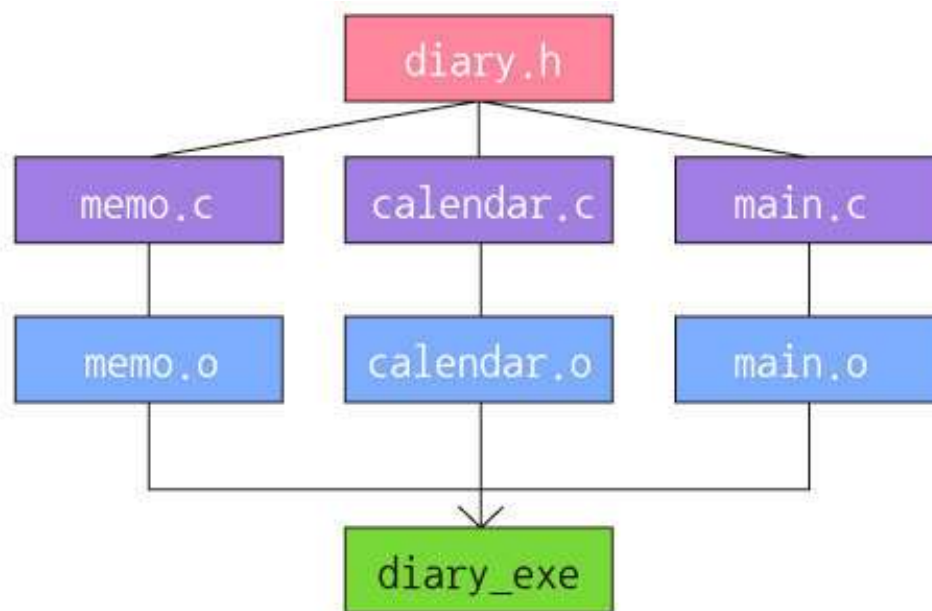 diary.h
memo.c
calendar.c
main.c
memo.o
calendar.o
main.o
diary_exe